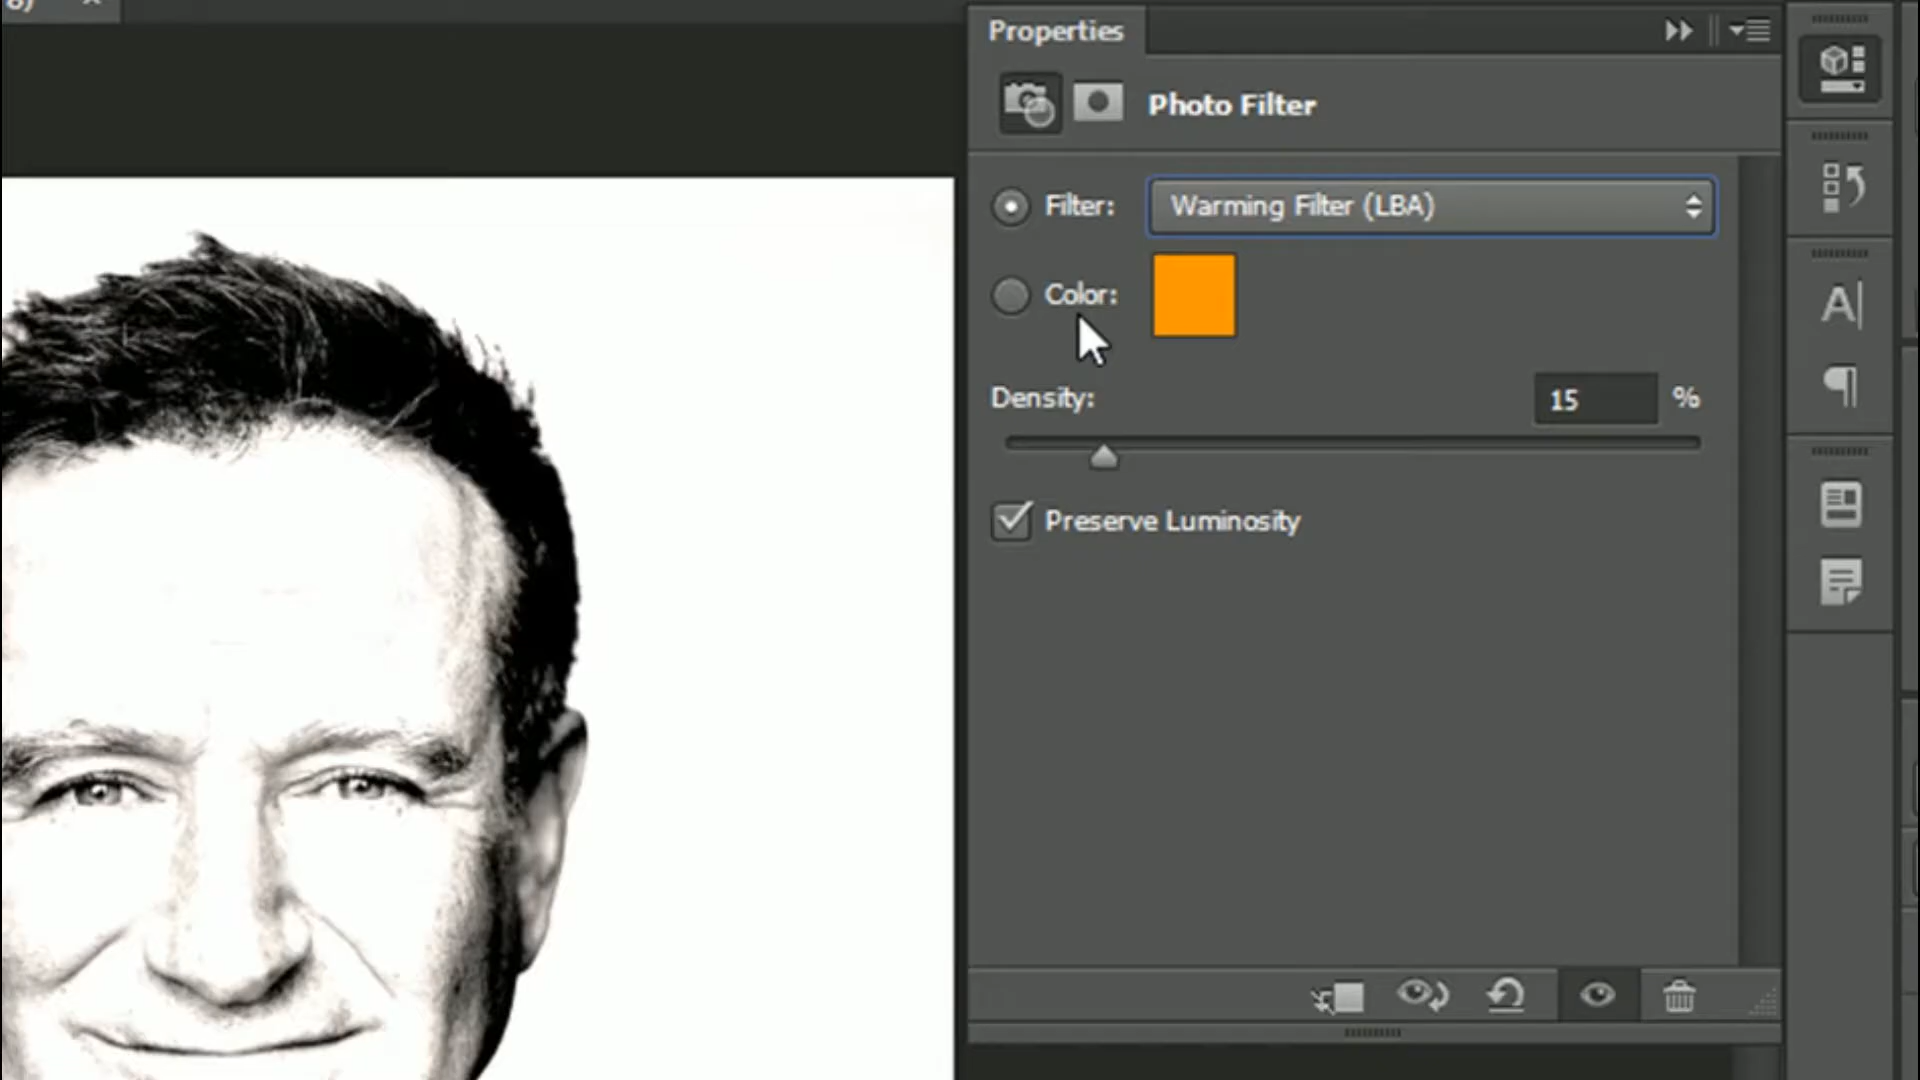 Properties
Photo Filter
Filter: Warming Filter (LBA)
Color:
Density: 15 %
Preserve Luminosity